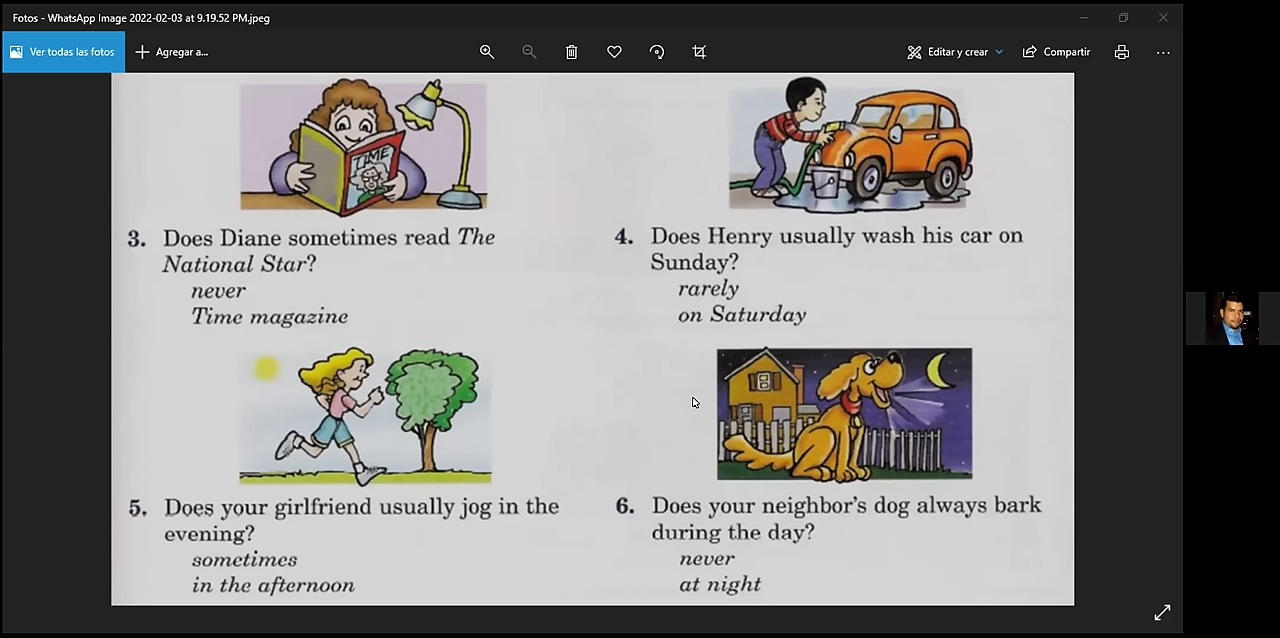 Fotos - WhatsApp Image 2022-02-03 at 9.19.52 PM.jpeg
Ver todas las fotos
Agregar a...
Editar y crear
Compartir
TIME
3. Does Diane sometimes read The
National Star?
never
Time magazine
4. Does Henry usually wash his car on
Sunday?
rarely
on Saturday
5. Does your girlfriend usually jog in the
evening?
sometimes
in the afternoon
6. Does your neighbor's dog always bark
during the day?
never
at night